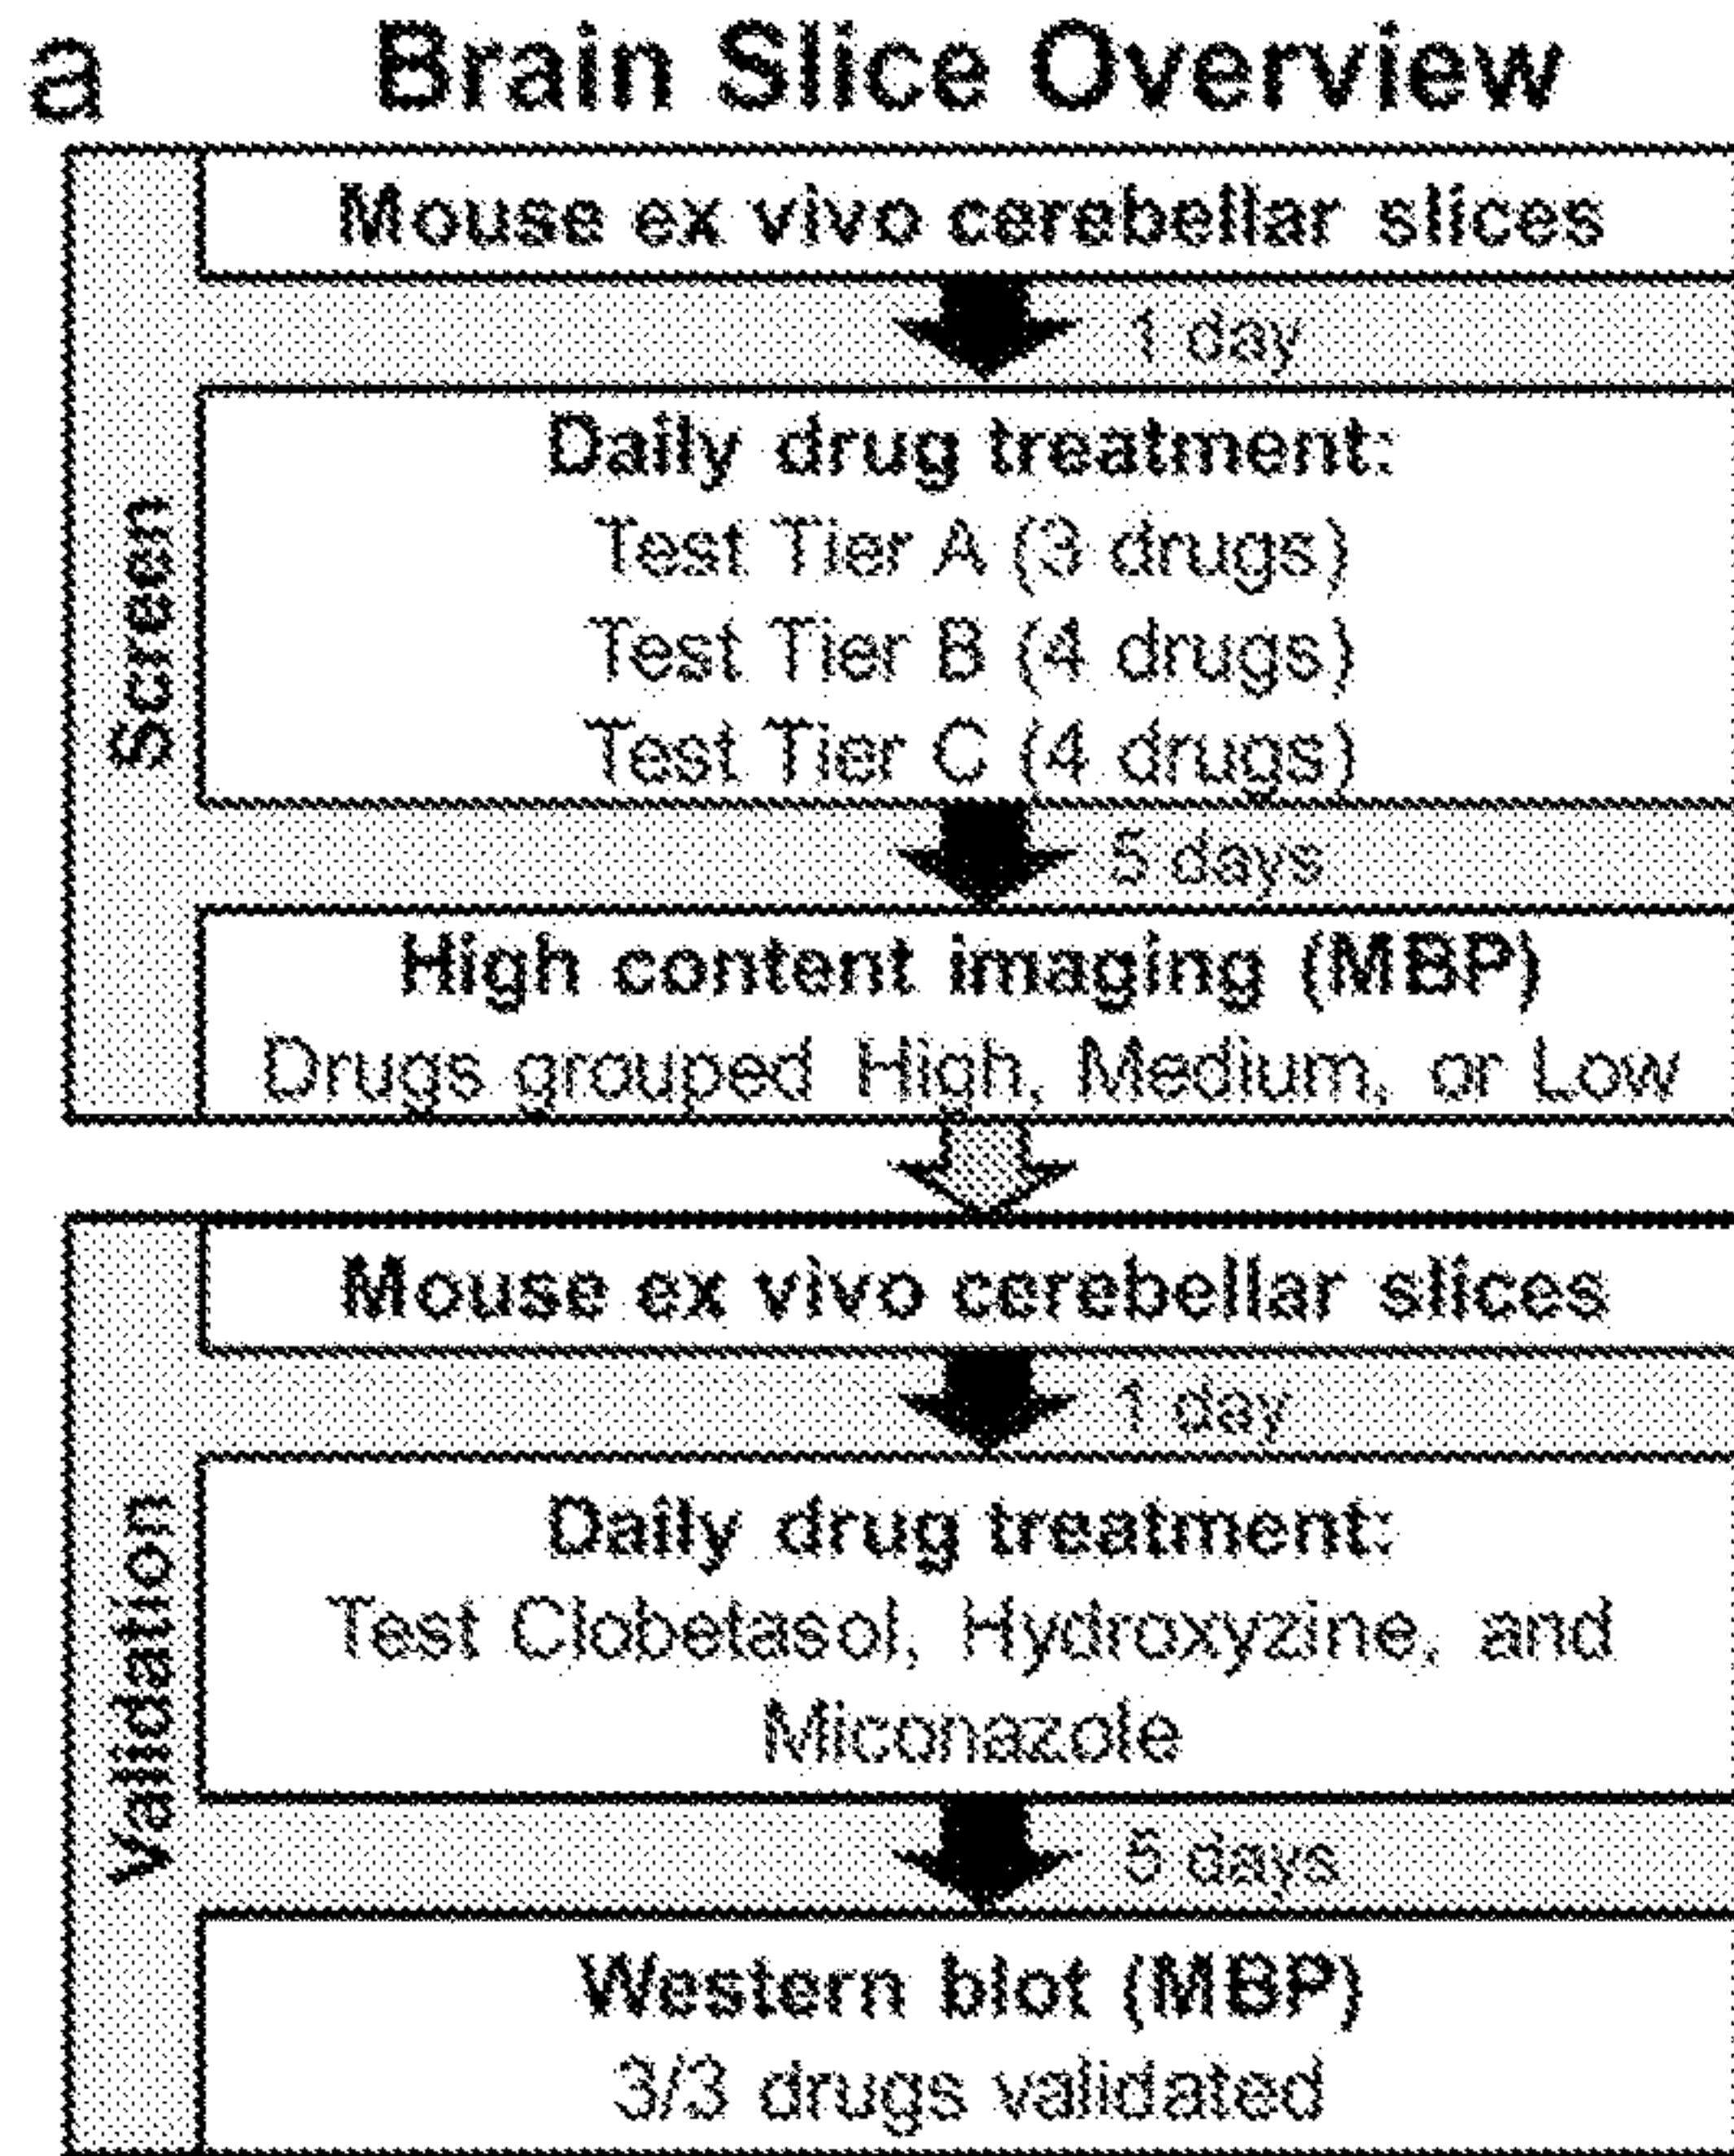 a
Brain Slice Overview
Screen
Mouse ex vivo cerebellar slices
1 day
Daily drug treatment:
Test Tier A (3 drugs)
Test Tier B (4 drugs)
Test Tier C (4 drugs)
5 days
High content imaging (MBP)
Drugs grouped High, Medium, or Low
Validation
Mouse ex vivo cerebellar slices
1 day
Daily drug treatment:
Test Clobetasol, Hydroxyzine, and
Miconazole
5 days
Western blot (MBP)
3/3 drugs validated